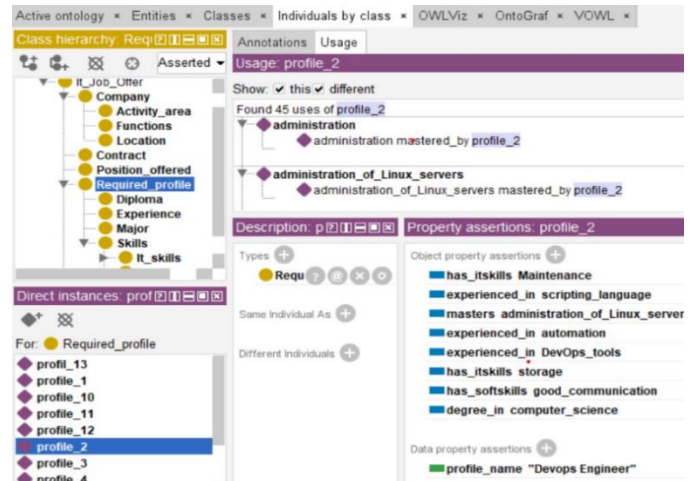 Active ontology × Entities × Classes × Individuals by class × OWLViz × OntoGraf × VOWL ×
Class hierarchy: Requi
Asserted
It_Job_Offer
Company
Activity_area
Functions
Location
Contract
Position_offered
Required_profile
Diploma
Experience
Major
Skills
It_skills
Direct instances: prof
For: Required_profile
profil_13
profile_1
profile_10
profile_11
profile_12
profile_2
profile_3
profile_4
Annotations Usage
Usage: profile_2
Show: this different
Found 45 uses of profile_2
administration
administration mastered_by profile_2
administration_of_Linux_servers
administration_of_Linux_servers mastered_by profile_2
Description: p
Types
Requ
Same Individual As
Different Individuals
Property assertions: profile_2
Object property assertions
has_itskills Maintenance
experienced_in scripting_language
masters administration_of_Linux_server
experienced_in automation
experienced_in DevOps_tools
has_itskills storage
has_softskills good_communication
degree_in computer_science
Data property assertions
profile_name "Devops Engineer"